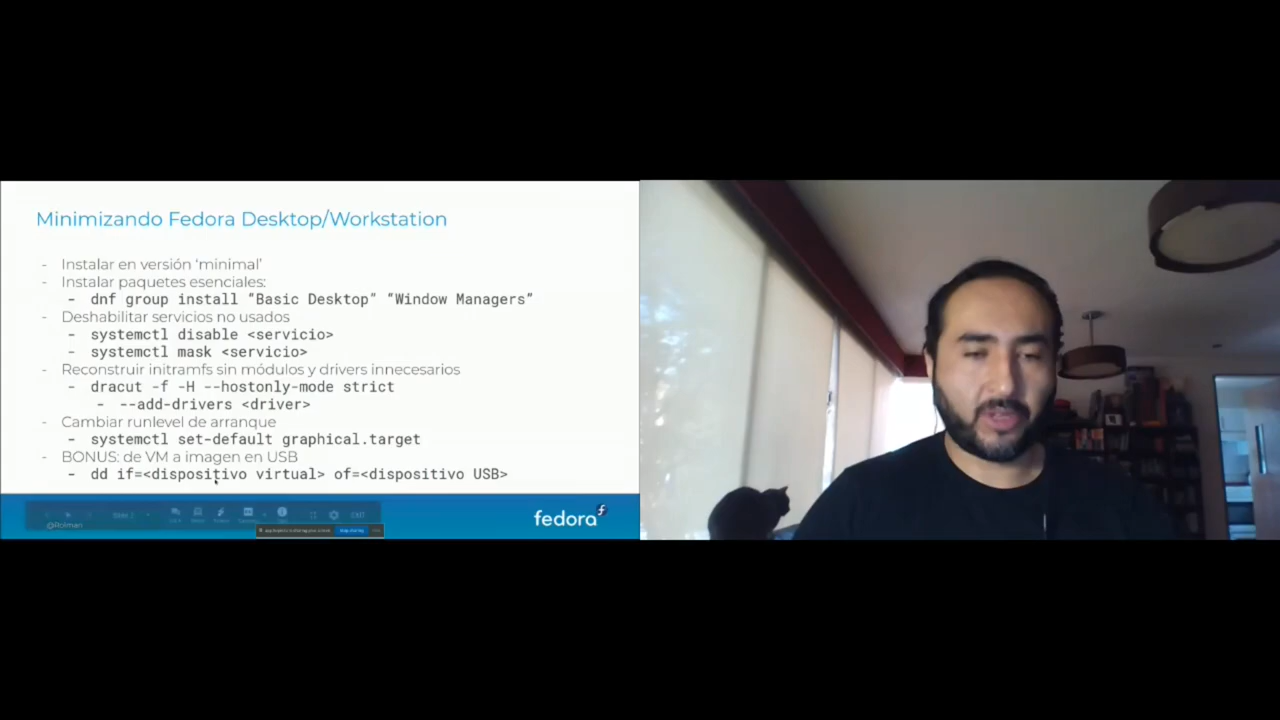 Minimizando Fedora Desktop/Workstation
- Instalar en versión ‘minimal’
- Instalar paquetes esenciales:
- dnf group install “Basic Desktop” “Window Managers”
- Deshabilitar servicios no usados
- systemctl disable <servicio>
- systemctl mask <servicio>
- Reconstruir initramfs sin módulos y drivers innecesarios
- dracut -f -H --hostonly-mode strict
- --add-drivers <driver>
- Cambiar runlevel de arranque
- systemctl set-default graphical.target
- BONUS: de VM a imagen en USB
- dd if=<dispositivo virtual> of=<dispositivo USB>
@Rolman
fedora